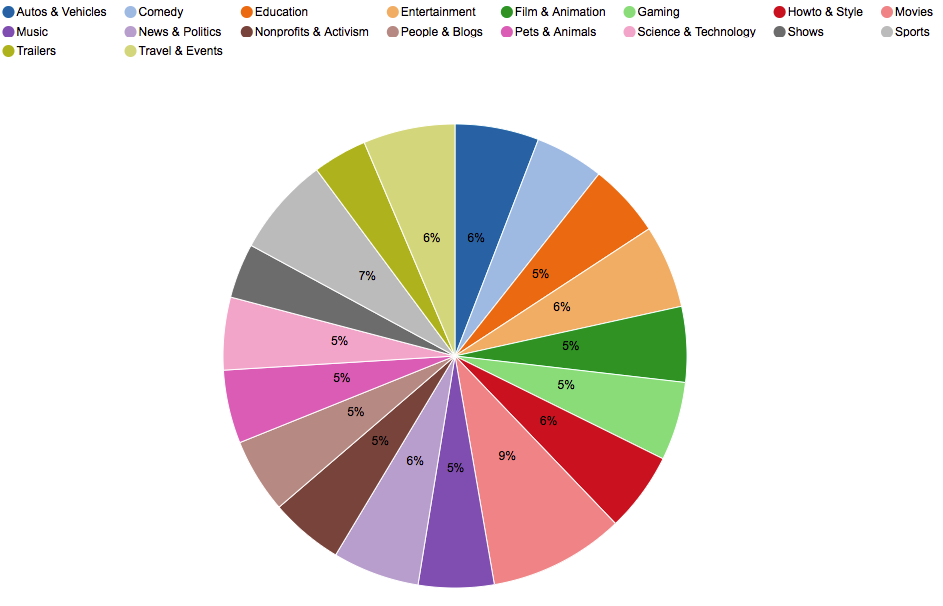 Autos & Vehicles Comedy Education Entertainment Film & Animation Gaming Howto & Style Movies
Music News & Politics Nonprofits & Activism People & Blogs Pets & Animals Science & Technology Shows Sports
Trailers Travel & Events
6% 6%
7% 5%
6%
5% 5%
5% 5%
5% 6%
5%
6% 5% 9%